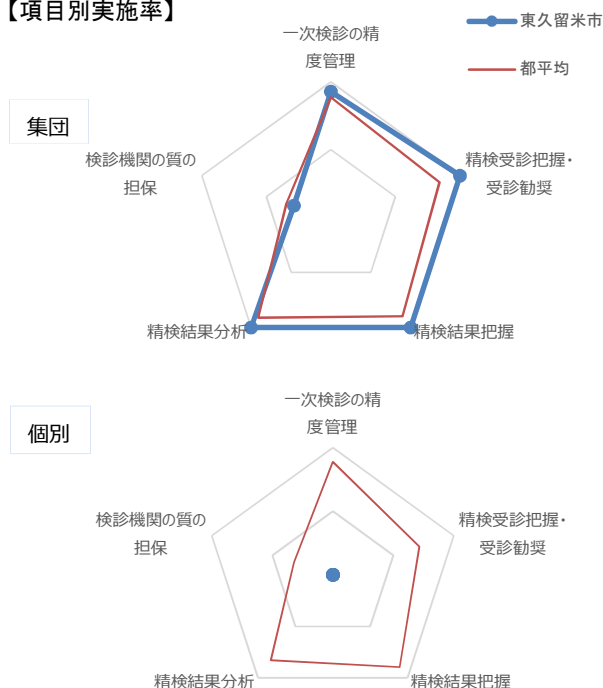 【項目別実施率】
東久留米市
都平均
集団
一次検診の精
度管理
精検受診把握・
受診勧奨
精検結果把握
精検結果分析
検診機関の質の
担保
個別
一次検診の精
度管理
精検受診把握・
受診勧奨
精検結果把握
精検結果分析
検診機関の質の
担保